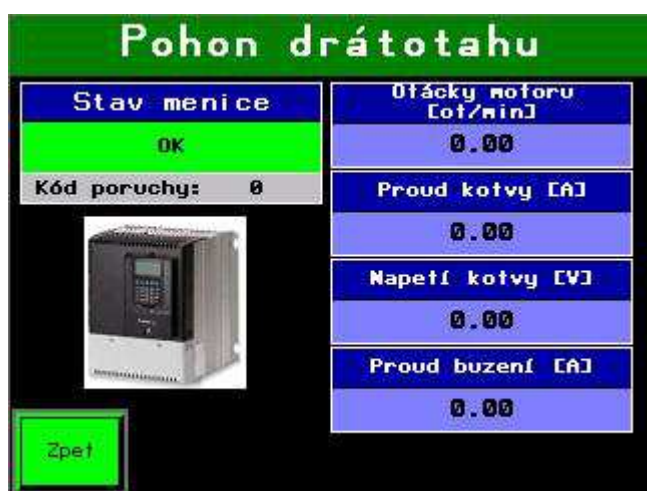 Pohon drátotahu
Stav menice
OK
Kód poruchy: 0
Otácky motoru
[ot/min]
0.00
Proud kotvy [A]
0.00
Napetí kotvy [V]
0.00
Proud buzení [A]
0.00
Zpet